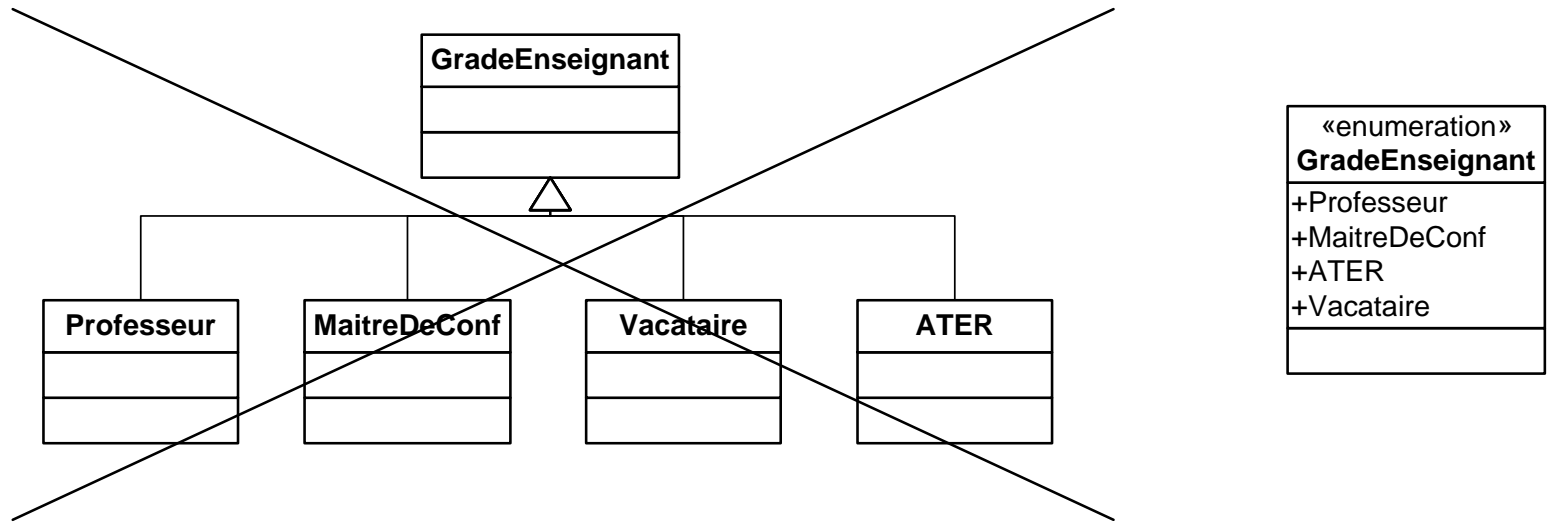 GradeEnseignant
Professeur
MaitreDeConf
Vacataire
ATER
«enumeration»
GradeEnseignant
+Professeur
+MaitreDeConf
+ATER
+Vacataire